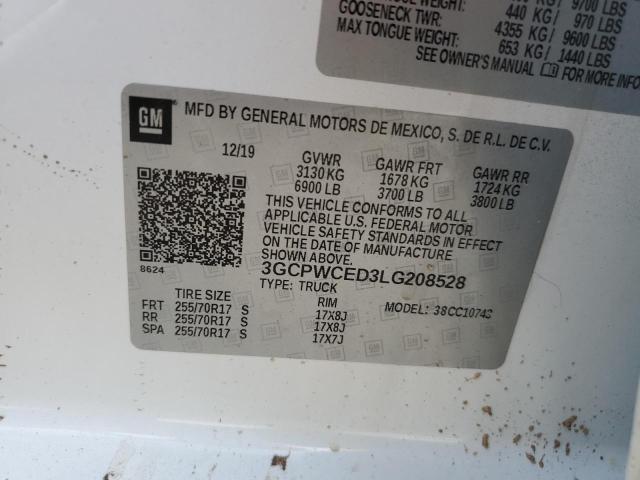 9700 LBS
GOOSENECK TWR: 440 KG/ 970 LBS
4355 KG/ 9600 LBS
MAX TONGUE WEIGHT: 653 KG/ 1440 LBS
SEE OWNER'S MANUAL FOR MORE INFO
GM
MFD BY GENERAL MOTORS DE MEXICO, S. DE R.L. DE C.V.
12/19 GVWR GAWR FRT GAWR RR
3130 KG 1678 KG 1724 KG
6900 LB 3700 LB 3800 LB
THIS VEHICLE CONFORMS TO ALL
APPLICABLE U.S. FEDERAL MOTOR
VEHICLE SAFETY STANDARDS IN EFFECT
ON THE DATE OF MANUFACTURE
SHOWN ABOVE.
8624
3GCPWCED3LG208528
TYPE: TRUCK MODEL: 38CC10743
TIRE SIZE RIM
FRT 255/70R17 S 17X8J
RR 255/70R17 S 17X8J
SPA 255/70R17 S 17X7J